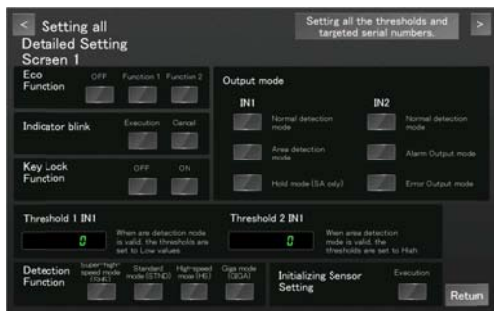 <
Setting all
Detailed Setting
Screen 1
Setting all the thresholds and
targeted serial numbers.
>
Eco
Function
OFF
Function 1
Function 2
Indicator blink
Execution
Cancel
Key Lock
Function
OFF
ON
Output mode
IN1
Normal detection
mode
Area detection
mode
Hold mode (SA only)
IN2
Normal detection
mode
Alarm Output mode
Error Output mode
Threshold 1 IN1
0
When are detection mode
is valid, the thresholds are
set to Low values.
Threshold 2 IN1
0
When area detection
mode is valid, the
thresholds are set to High
Detection
Function
Super-high-
speed mode
Standard
mode (STND)
High-speed
mode (HS)
Giga mode
(GIGA)
Initializing Sensor
Setting
Execution
Return